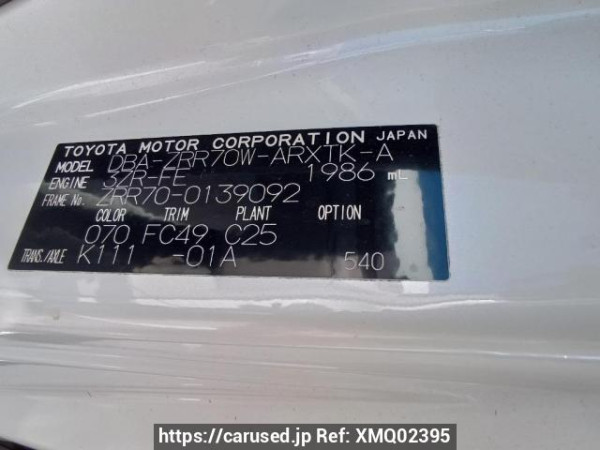 TOYOTA MOTOR CORPORATION JAPAN
MODEL DBA-ZRR70W-ARXTK-A
ENGINE 3ZR-FE 1986 mL
FRAME No. ZRR70-0139092
COLOR TRIM PLANT OPTION
070 FC49 C25
TRANS./AXLE K111 -01A 540
https://carused.jp Ref: XMQ02395